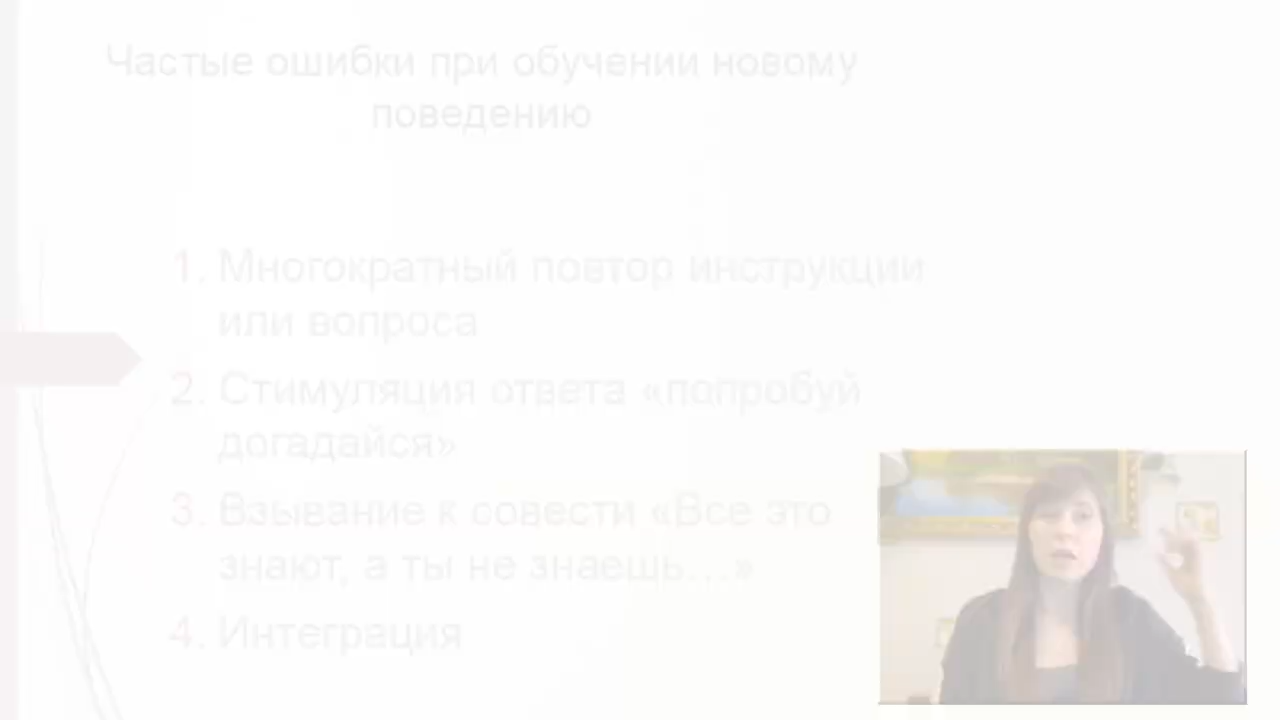 Частые ошибки при обучении новому
поведению
1. Многократный повтор инструкции
или вопроса
2. Стимуляция ответа «попробуй
догадайся»
3. Взывание к совести «Все это
знают, а ты не знаешь...»
4. Интеграция